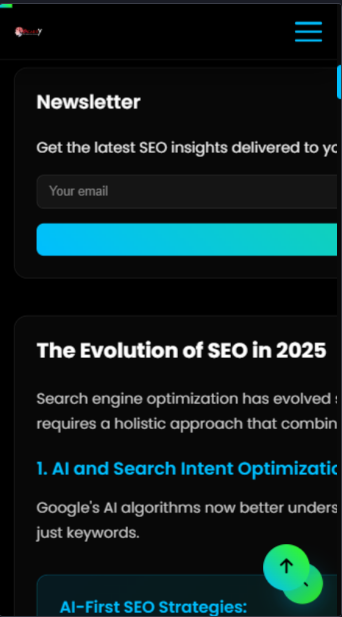 Newsletter
Get the latest SEO insights delivered to
Your email
The Evolution of SEO in 2025
Search engine optimization has evolved
requires a holistic approach that combin
1. AI and Search Intent Optimizatio
Google's AI algorithms now better unders
just keywords.
AI-First SEO Strategies: